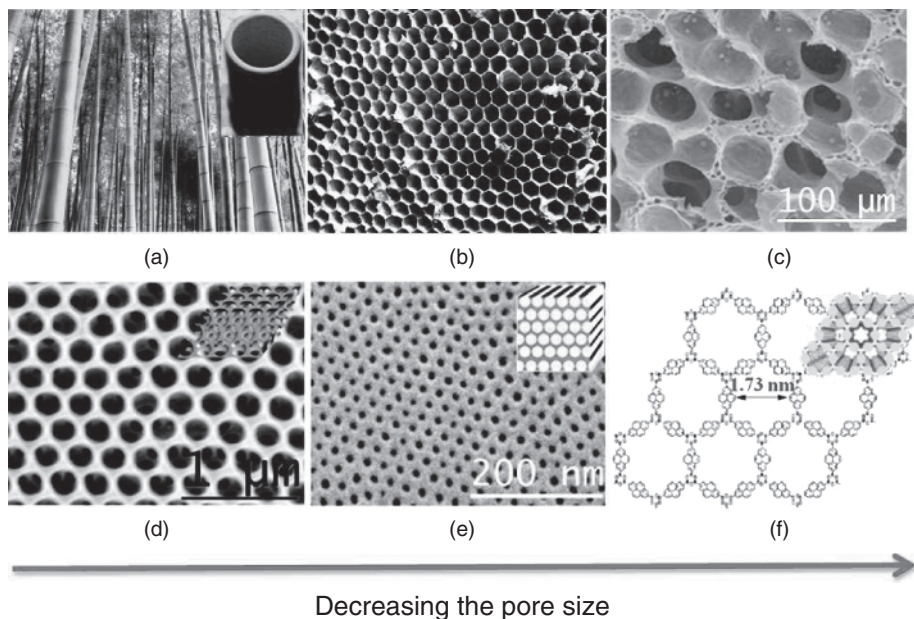 (a)
(b)
100 µm
(c)
1 µm
(d)
200 nm
(e)
1.73 nm
(f)
Decreasing the pore size